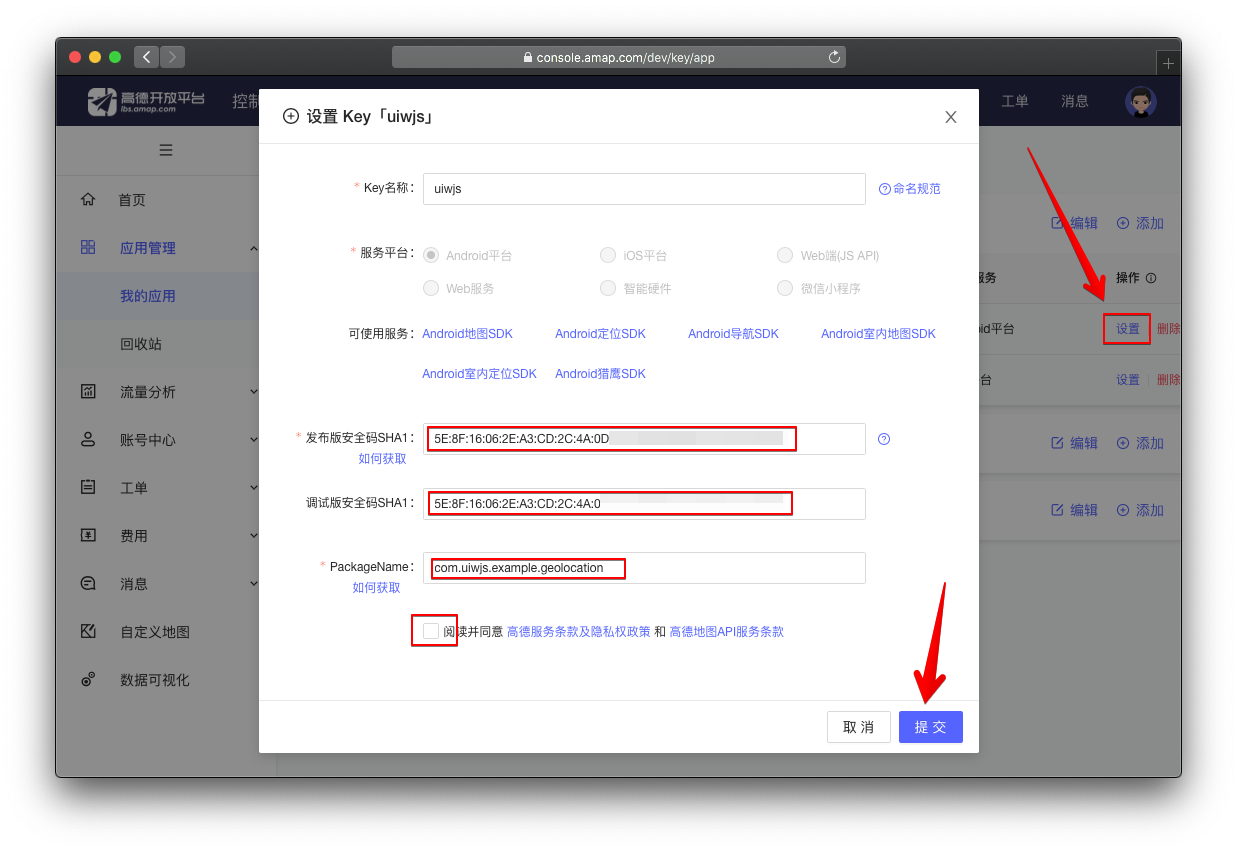 console.amap.com/dev/key/app
高德开放平台
lbs.amap.com
控制
工单
消息
首页
应用管理
我的应用
回收站
流量分析
账号中心
工单
费用
消息
自定义地图
数据可视化
设置 Key「uiwjs」
* Key名称:
uiwjs
命名规范
* 服务平台:
Android平台
iOS平台
Web端(JS API)
Web服务
智能硬件
微信小程序
可使用服务:
Android地图SDK
Android定位SDK
Android导航SDK
Android室内地图SDK
Android室内定位SDK
Android猎鹰SDK
* 发布版安全码SHA1:
5E:8F:16:06:2E:A3:CD:2C:4A:0D
如何获取
调试版安全码SHA1:
5E:8F:16:06:2E:A3:CD:2C:4A:0
* PackageName:
com.uiwjs.example.geolocation
如何获取
阅读并同意 高德服务条款及隐私权政策 和 高德地图API服务条款
取 消
提 交
编辑
添加
服务
操作
oid平台
设置
删除
台
设置
删除
编辑
添加
编辑
添加